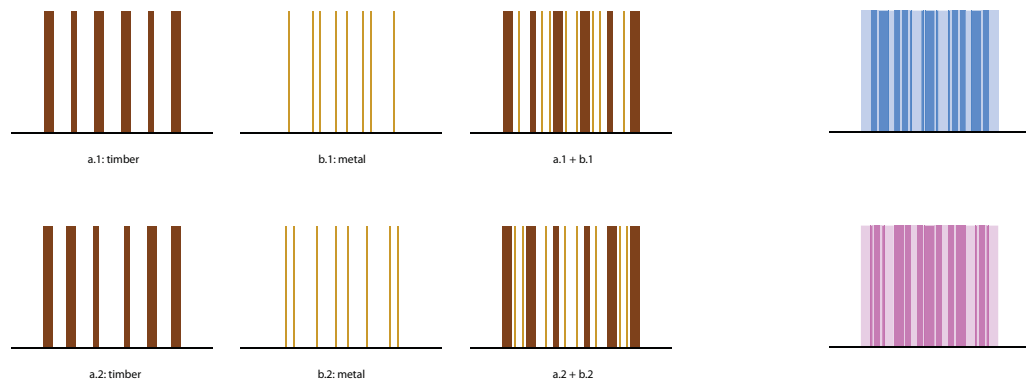 a.1: timber
b.1: metal
a.1 + b.1
a.2: timber
b.2: metal
a.2 + b.2